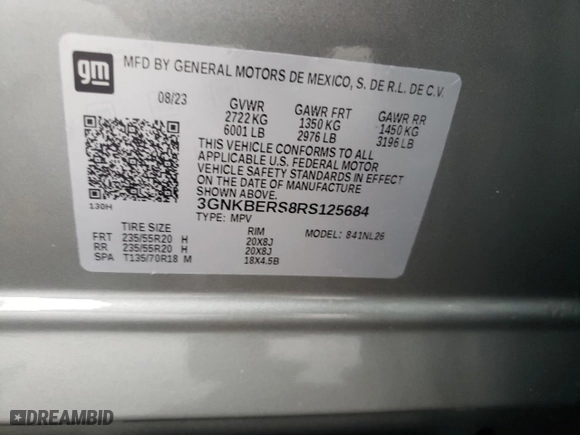 gm
MFD BY GENERAL MOTORS DE MEXICO, S. DE R.L. DE C.V.
08/23 GVWR GAWR FRT GAWR RR
2722 KG 1350 KG 1450 KG
6001 LB 2976 LB 3196 LB
THIS VEHICLE CONFORMS TO ALL
APPLICABLE U.S. FEDERAL MOTOR
VEHICLE SAFETY STANDARDS IN EFFECT
ON THE DATE OF MANUFACTURE
SHOWN ABOVE.
130H 3GNKBERS8RS125684
TYPE: MPV MODEL: 841NL26
TIRE SIZE RIM
FRT 235/55R20 H 20X8J
RR 235/55R20 H 20X8J
SPA T135/70R18 M 18X4.5B
DREAMBID